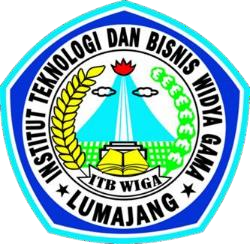 INSTITUT TEKNOLOGI DAN BISNIS WIDYA GAMA
ITB WIGA
LUMAJANG